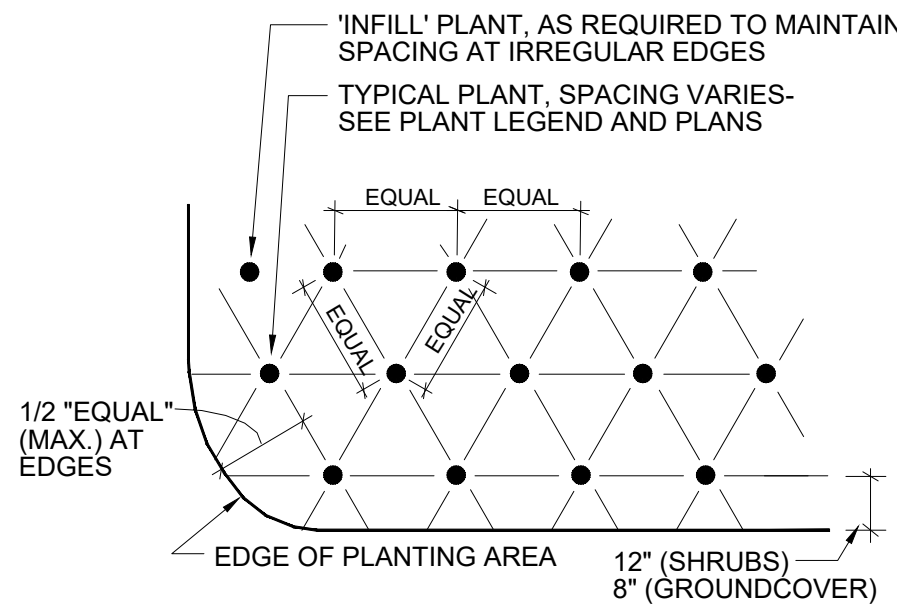 'INFILL' PLANT, AS REQUIRED TO MAINTAIN
SPACING AT IRREGULAR EDGES
TYPICAL PLANT, SPACING VARIES-
SEE PLANT LEGEND AND PLANS
EQUAL
EQUAL
EQUAL
EQUAL
1/2 "EQUAL"
(MAX.) AT
EDGES
EDGE OF PLANTING AREA
12" (SHRUBS)
8" (GROUNDCOVER)